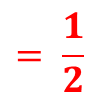 = 1/2